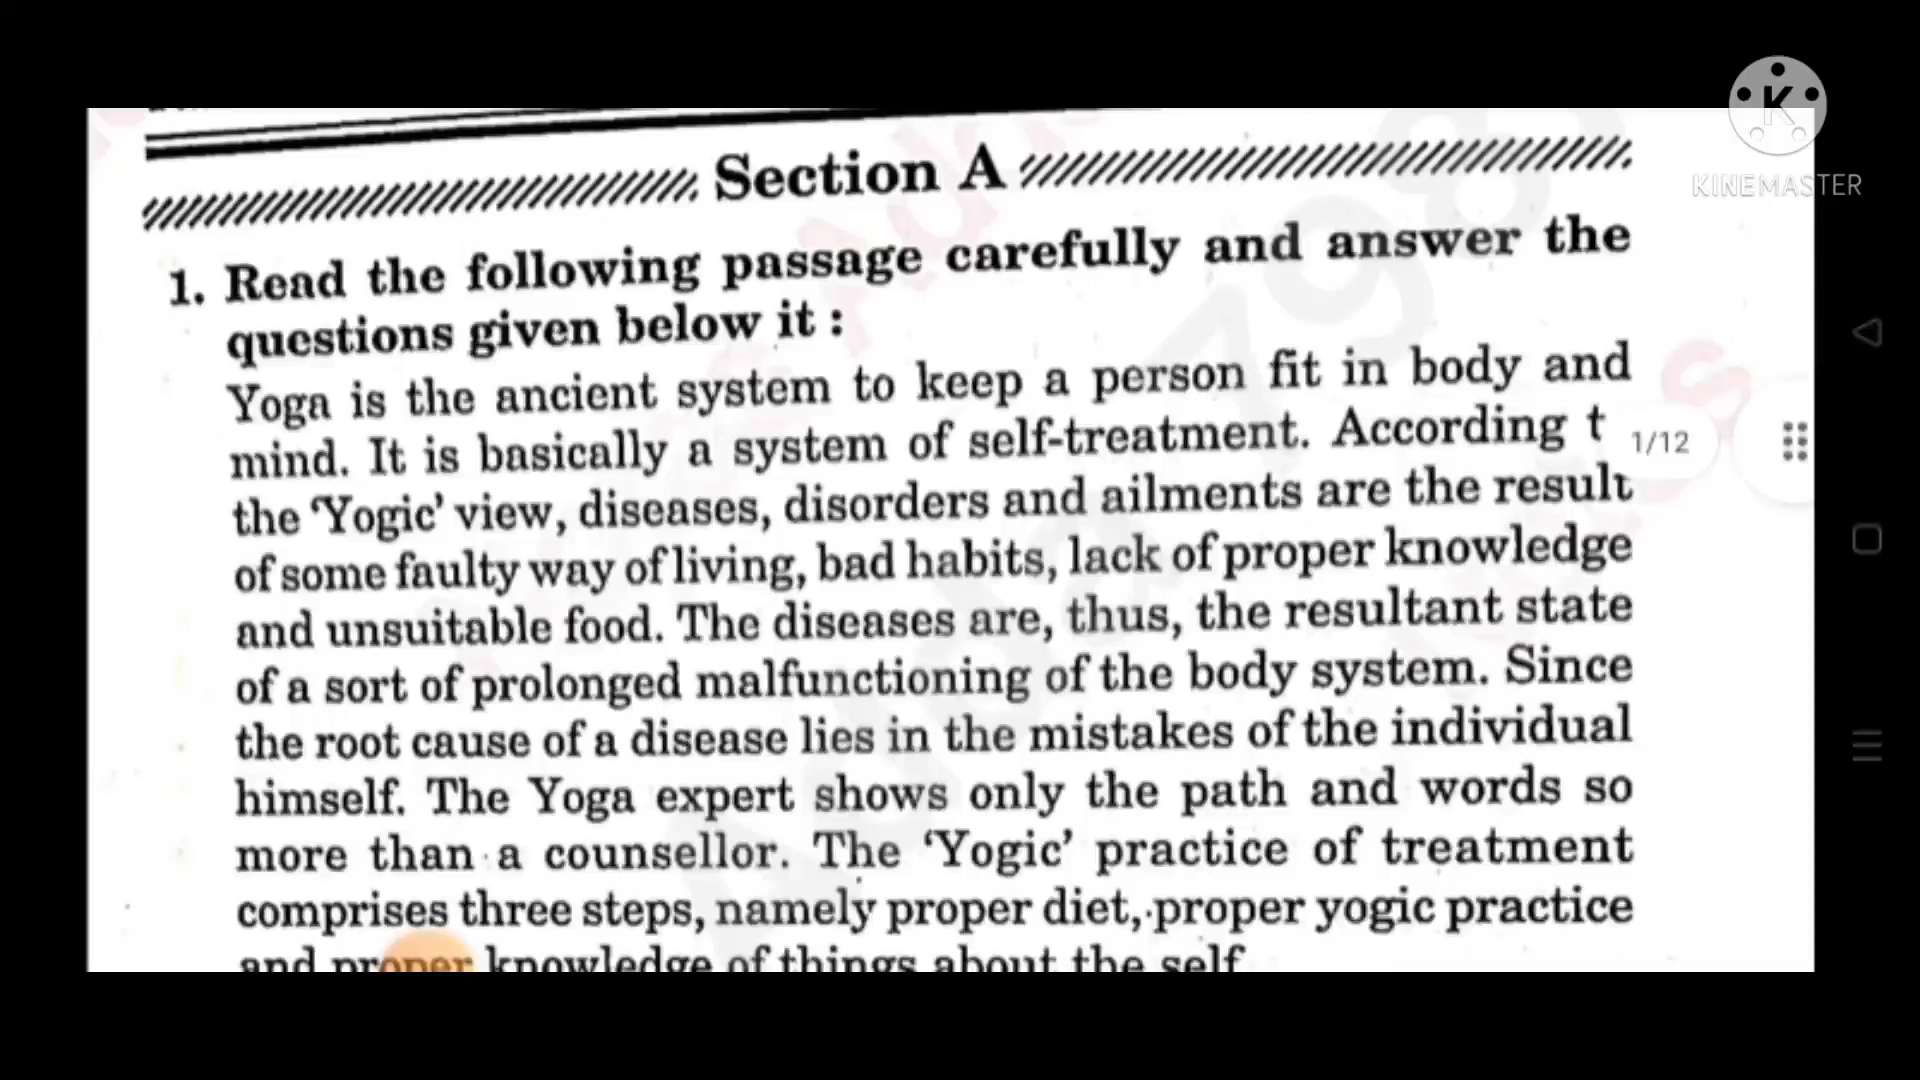 Section A
KINEMASTER
1. Read the following passage carefully and answer the
questions given below it :
Yoga is the ancient system to keep a person fit in body and
mind. It is basically a system of self-treatment. According t
1/12
the ‘Yogic’ view, diseases, disorders and ailments are the result
of some faulty way of living, bad habits, lack of proper knowledge
and unsuitable food. The diseases are, thus, the resultant state
of a sort of prolonged malfunctioning of the body system. Since
the root cause of a disease lies in the mistakes of the individual
himself. The Yoga expert shows only the path and words so
more than a counsellor. The ‘Yogic’ practice of treatment
comprises three steps, namely proper diet, proper yogic practice
and proper knowledge of things about the self